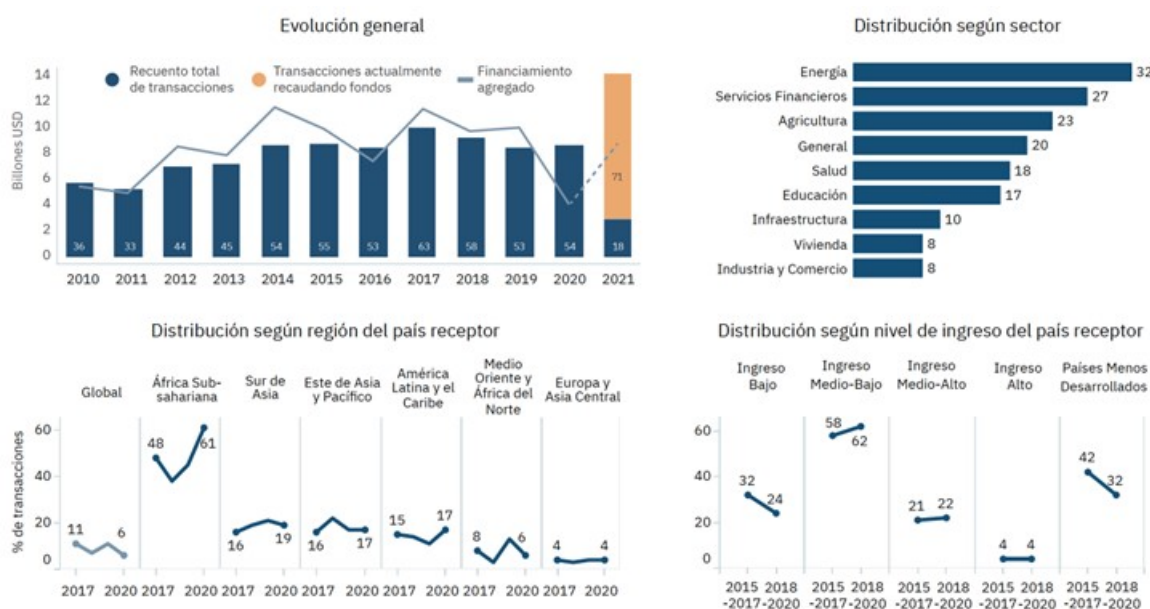 Evolución general
Recuento total
de transacciones
Transacciones actualmente
recaudando fondos
Financiamiento
agregado
Billones USD
14
12
10
8
6
4
2
0
36 33 44 45 54 55 53 63 58 53 54 18
71
2010 2011 2012 2013 2014 2015 2016 2017 2018 2019 2020 2021
Distribución según sector
Energía 32
Servicios Financieros 27
Agricultura 23
General 20
Salud 18
Educación 17
Infraestructura 10
Vivienda 8
Industria y Comercio 8
Distribución según región del país receptor
% de transacciones
60
40
20
0
Global
11 6
2017 2020
África Sub-
sahariana
48 61
2017 2020
Sur de
Asia
16 19
2017 2020
Este de Asia
y Pacífico
16 17
2017 2020
América
Latina y el
Caribe
15 17
2017 2020
Medio
Oriente y
África del
Norte
8 6
2017 2020
Europa y
Asia Central
4 4
2017 2020
Distribución según nivel de ingreso del país receptor
60
40
20
0
Ingreso
Bajo
32 24
2015 2018
-2017 -2020
Ingreso
Medio-Bajo
58 62
2015 2018
-2017 -2020
Ingreso
Medio-Alto
21 22
2015 2018
-2017 -2020
Ingreso
Alto
4 4
2015 2018
-2017 -2020
Países Menos
Desarrollados
42 32
2015 2018
-2017 -2020